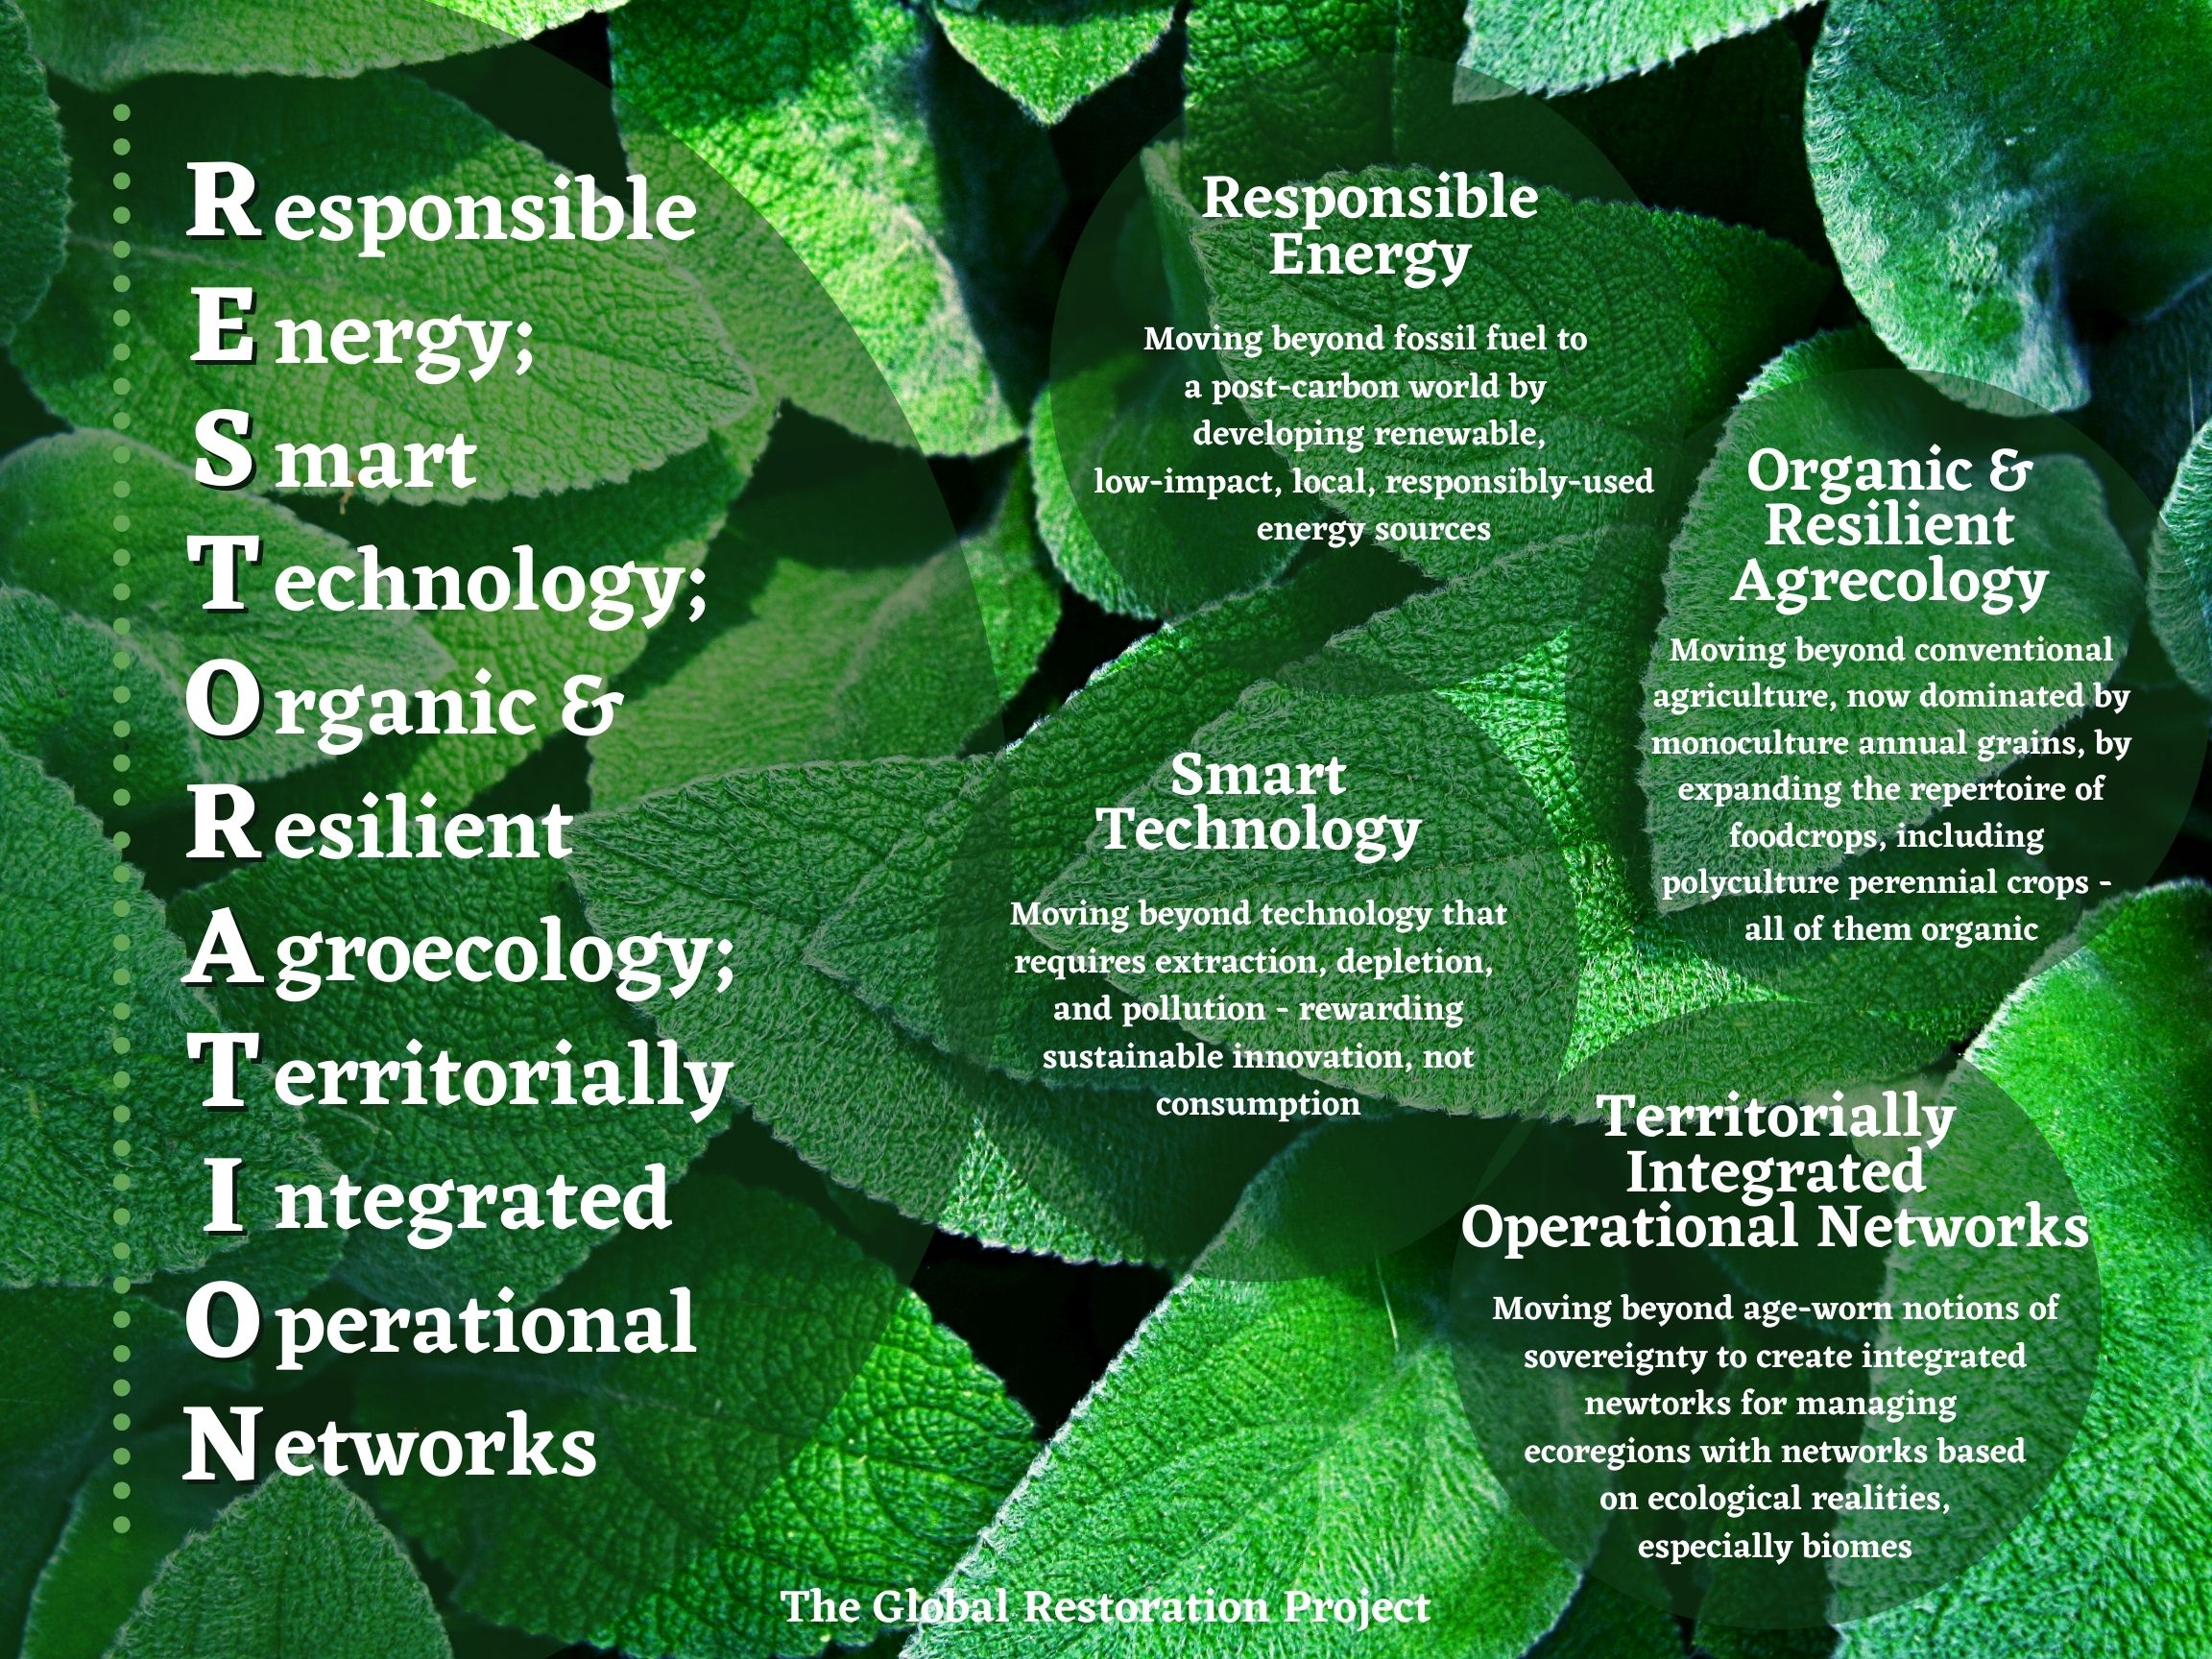 Responsible
Energy;
Smart
Technology;
Organic &
Resilient
Agroecology;
Territorially
Integrated
Operational
Networks
Responsible
Energy
Moving beyond fossil fuel to
a post-carbon world by
developing renewable,
low-impact, local, responsibly-used
energy sources
Organic &
Resilient
Agrecology
Moving beyond conventional
agriculture, now dominated by
monoculture annual grains, by
expanding the repertoire of
foodcrops, including
polyculture perennial crops -
all of them organic
Smart
Technology
Moving beyond technology that
requires extraction, depletion,
and pollution - rewarding
sustainable innovation, not
consumption
Territorially
Integrated
Operational Networks
Moving beyond age-worn notions of
sovereignty to create integrated
newtorks for managing
ecoregions with networks based
on ecological realities,
especially biomes
The Global Restoration Project